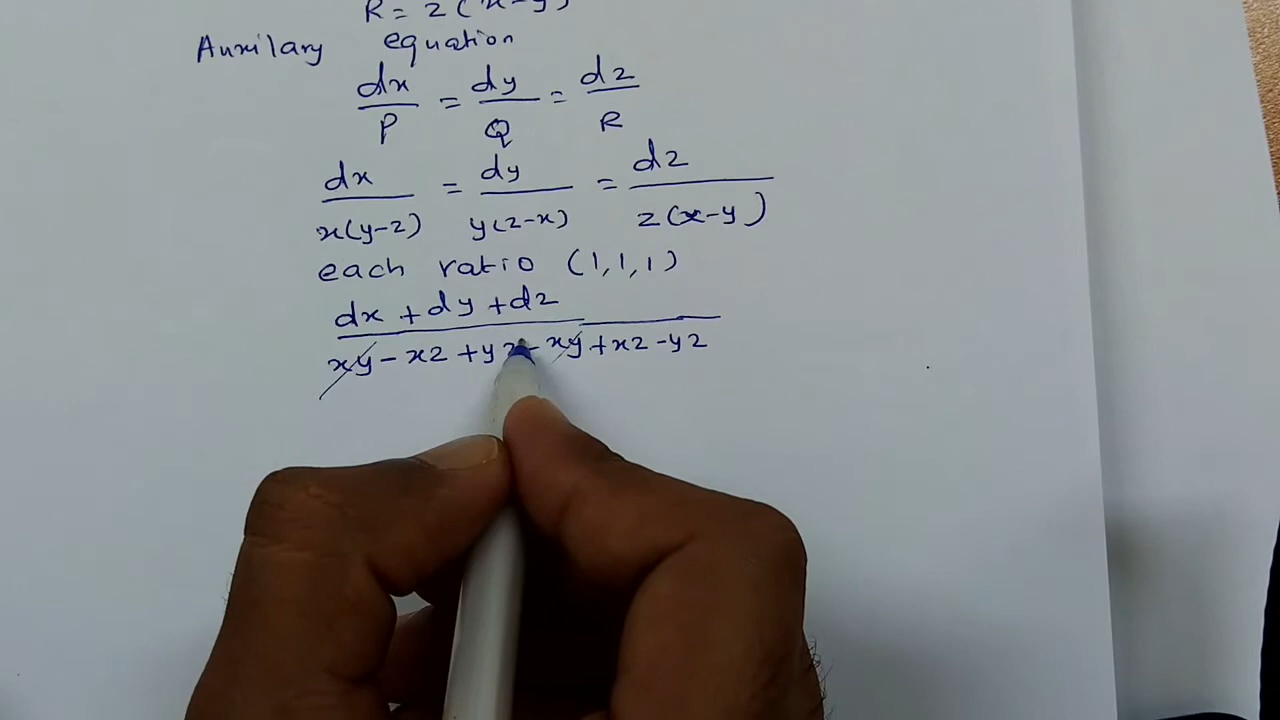 R = z(x-y)
Auxilary equation
dx/P = dy/Q = dz/R
dx/x(y-z) = dy/y(z-x) = dz/z(x-y)
each ratio (1,1,1)
dx + dy + dz
xy - xz + yz - xy + xz - yz